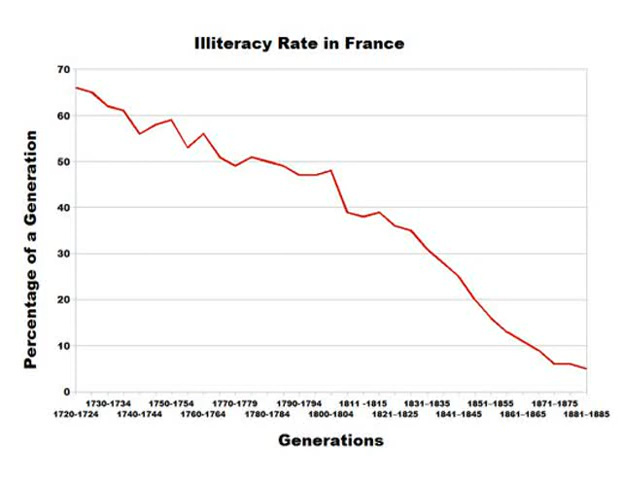 Illiteracy Rate in France
Percentage of a Generation
70
60
50
40
30
20
10
0
1730-1734 1750-1754 1770-1779 1790-1794 1811 -1815 1831-1835 1851-1855 1871-1875
1720-1724 1740-1744 1760-1764 1780-1784 1800-1804 1821-1825 1841-1845 1861-1865 1881-1885
Generations